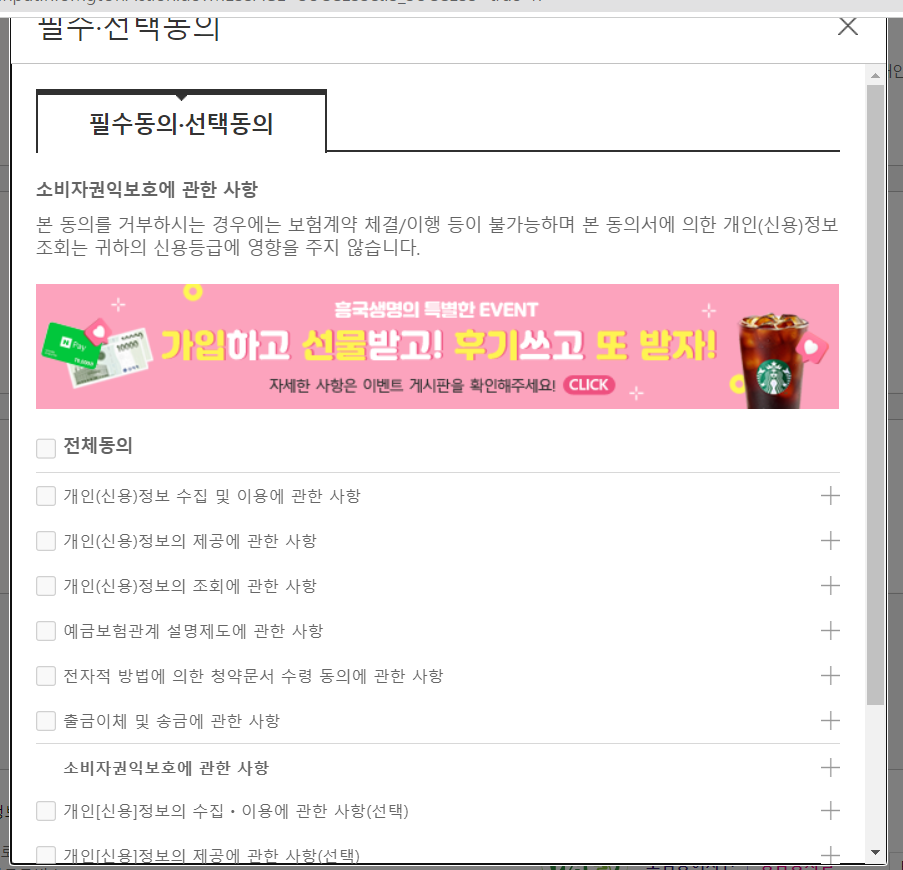 필수·선택동의
필수동의·선택동의
소비자권익보호에 관한 사항
본 동의를 거부하시는 경우에는 보험계약 체결/이행 등이 불가능하며 본 동의서에 의한 개인(신용)정보
조회는 귀하의 신용등급에 영향을 주지 않습니다.
흥국생명의 특별한 EVENT
N Pay
10000
가입하고 선물받고! 후기쓰고 또 받자!
자세한 사항은 이벤트 게시판을 확인해주세요! CLICK
전체동의
개인(신용)정보 수집 및 이용에 관한 사항
개인(신용)정보의 제공에 관한 사항
개인(신용)정보의 조회에 관한 사항
예금보험관계 설명제도에 관한 사항
전자적 방법에 의한 청약문서 수령 동의에 관한 사항
출금이체 및 송금에 관한 사항
소비자권익보호에 관한 사항
개인[신용]정보의 수집・이용에 관한 사항(선택)
개인[신용]정보의 제공에 관한 사항(선택)